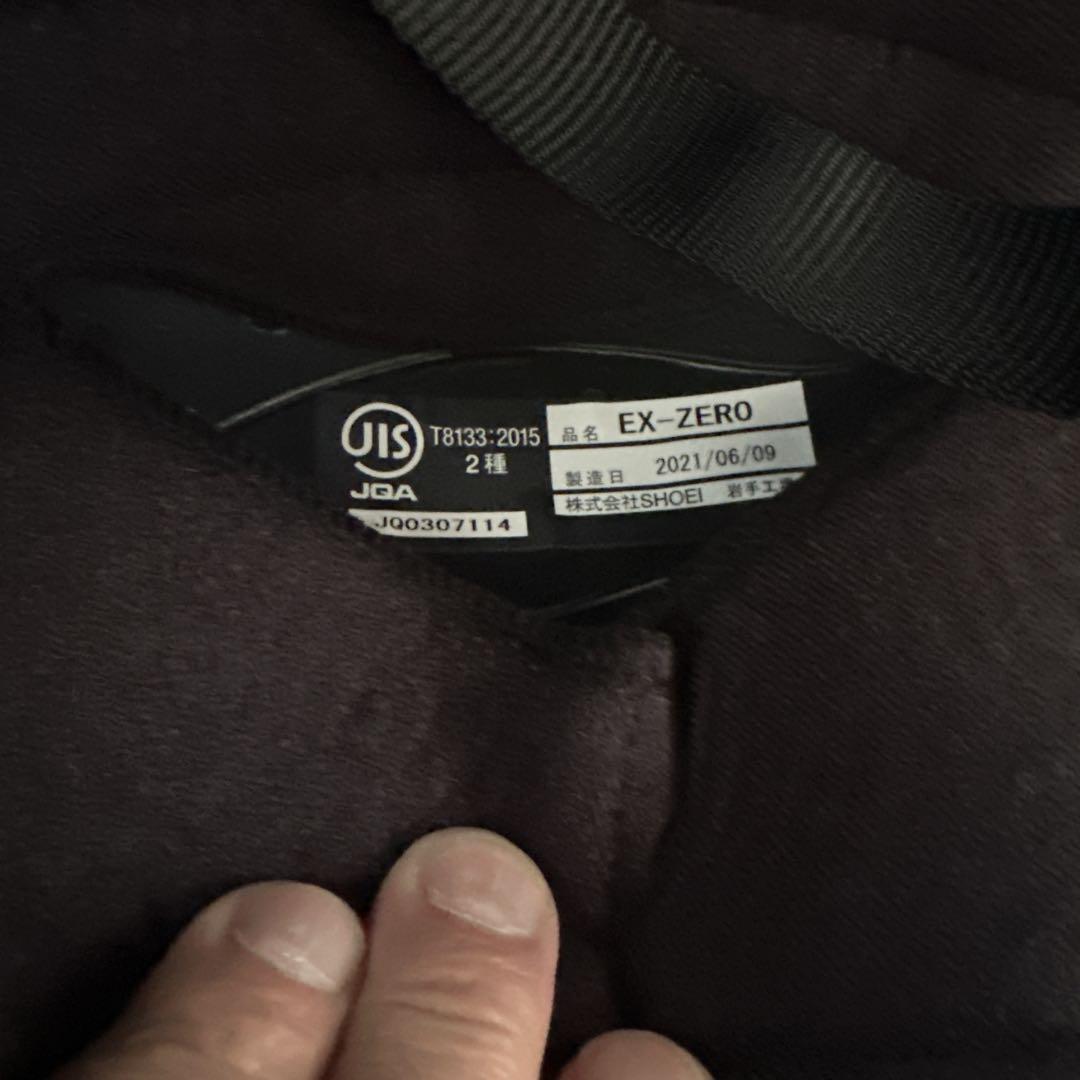 JIS
T8133:2015
2種
JQA
JQ0307114
品名 EX-ZERO
製造日 2021/06/09
株式会社SHOEI 岩手工